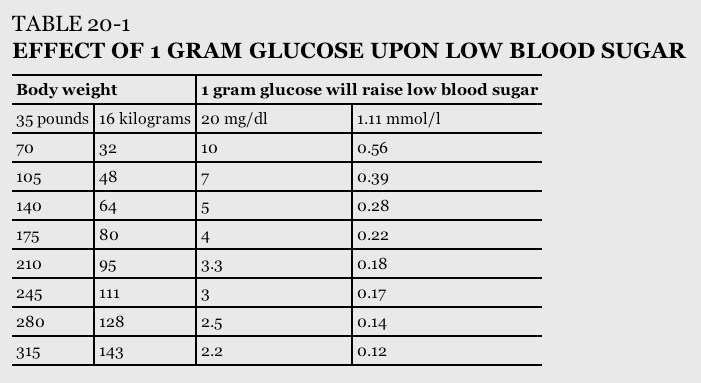 TABLE 20-1
EFFECT OF 1 GRAM GLUCOSE UPON LOW BLOOD SUGAR
Body weight 1 gram glucose will raise low blood sugar
35 pounds 16 kilograms 20 mg/dl 1.11 mmol/l
70 32 10 0.56
105 48 7 0.39
140 64 5 0.28
175 80 4 0.22
210 95 3.3 0.18
245 111 3 0.17
280 128 2.5 0.14
315 143 2.2 0.12